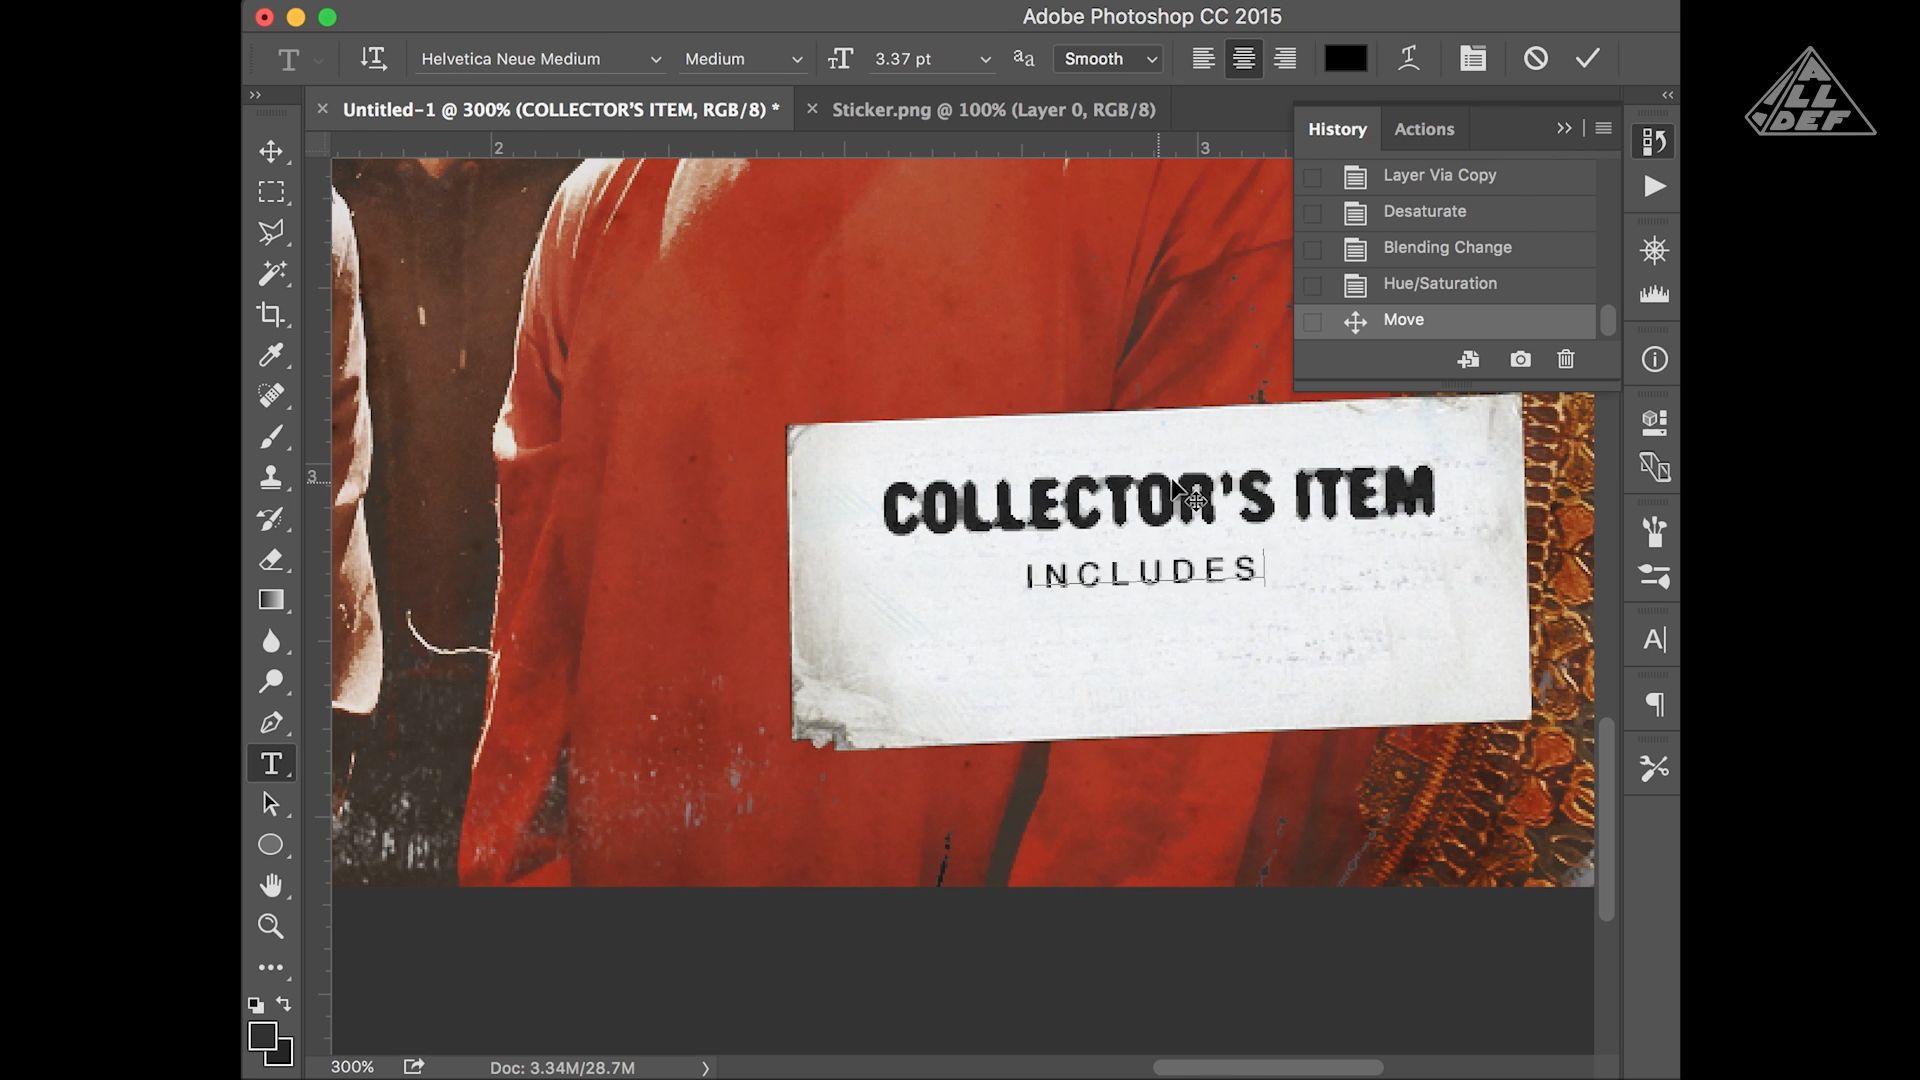 Adobe Photoshop CC 2015
Helvetica Neue Medium Medium 3.37 pt aa Smooth
Untitled-1 @ 300% (COLLECTOR'S ITEM, RGB/8) * Sticker.png @ 100% (Layer 0, RGB/8)
ALL
DEF
2 3
3
History Actions
Layer Via Copy
Desaturate
Blending Change
Hue/Saturation
Move
COLLECTOR'S ITEM
INCLUDES
300% Doc: 3.34M/28.7M